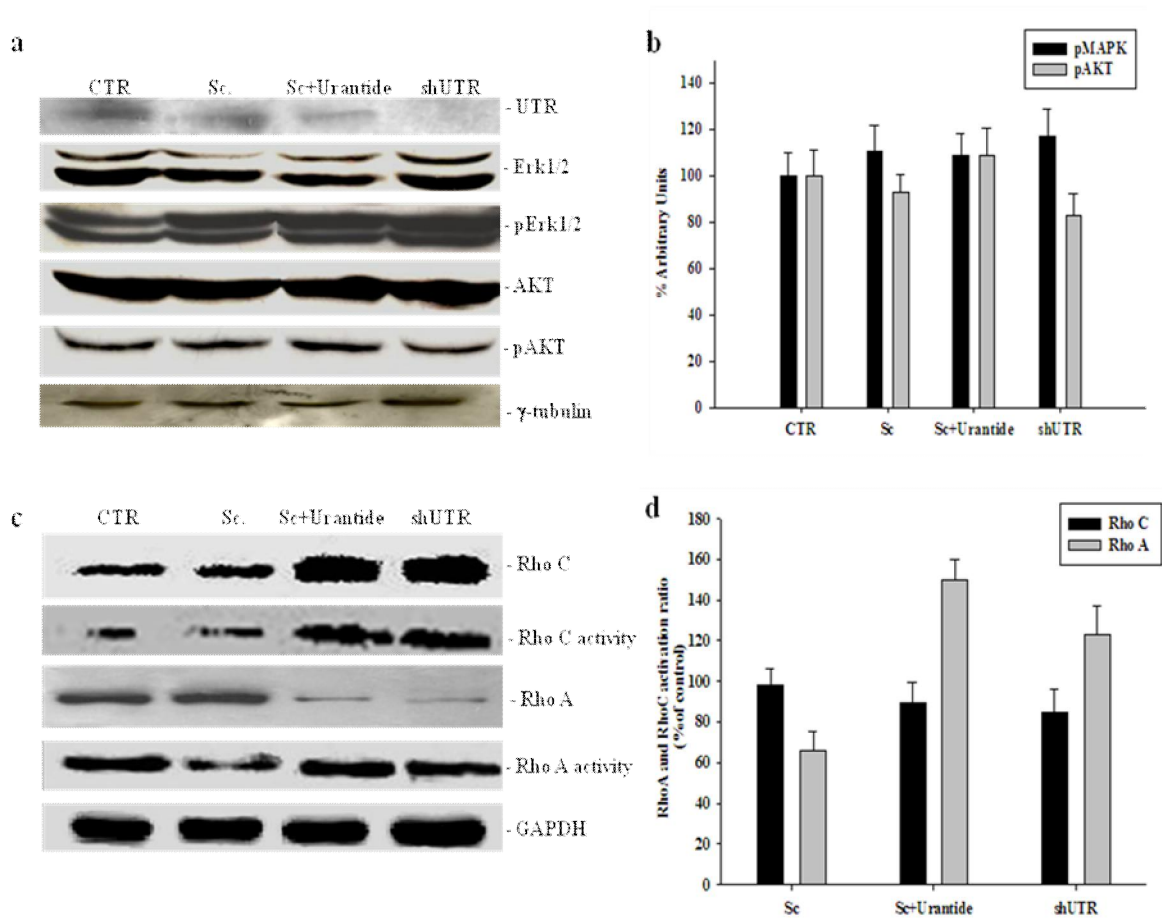 a
CTR Sc. Sc+Urantide shUTR
- UTR
- Erk1/2
- pErk1/2
- AKT
- pAKT
- γ-tubulin
b
pMAPK
pAKT
% Arbitrary Units
140
120
100
80
60
40
20
0
CTR Sc Sc+Urantide shUTR
c
CTR Sc. Sc+Urantide shUTR
- Rho C
- Rho C activity
- Rho A
- Rho A activity
- GAPDH
d
Rho C
Rho A
RhoA and RhoC activation ratio
(%of control)
180
160
140
120
100
80
60
40
20
0
Sc Sc+Urantide shUTR